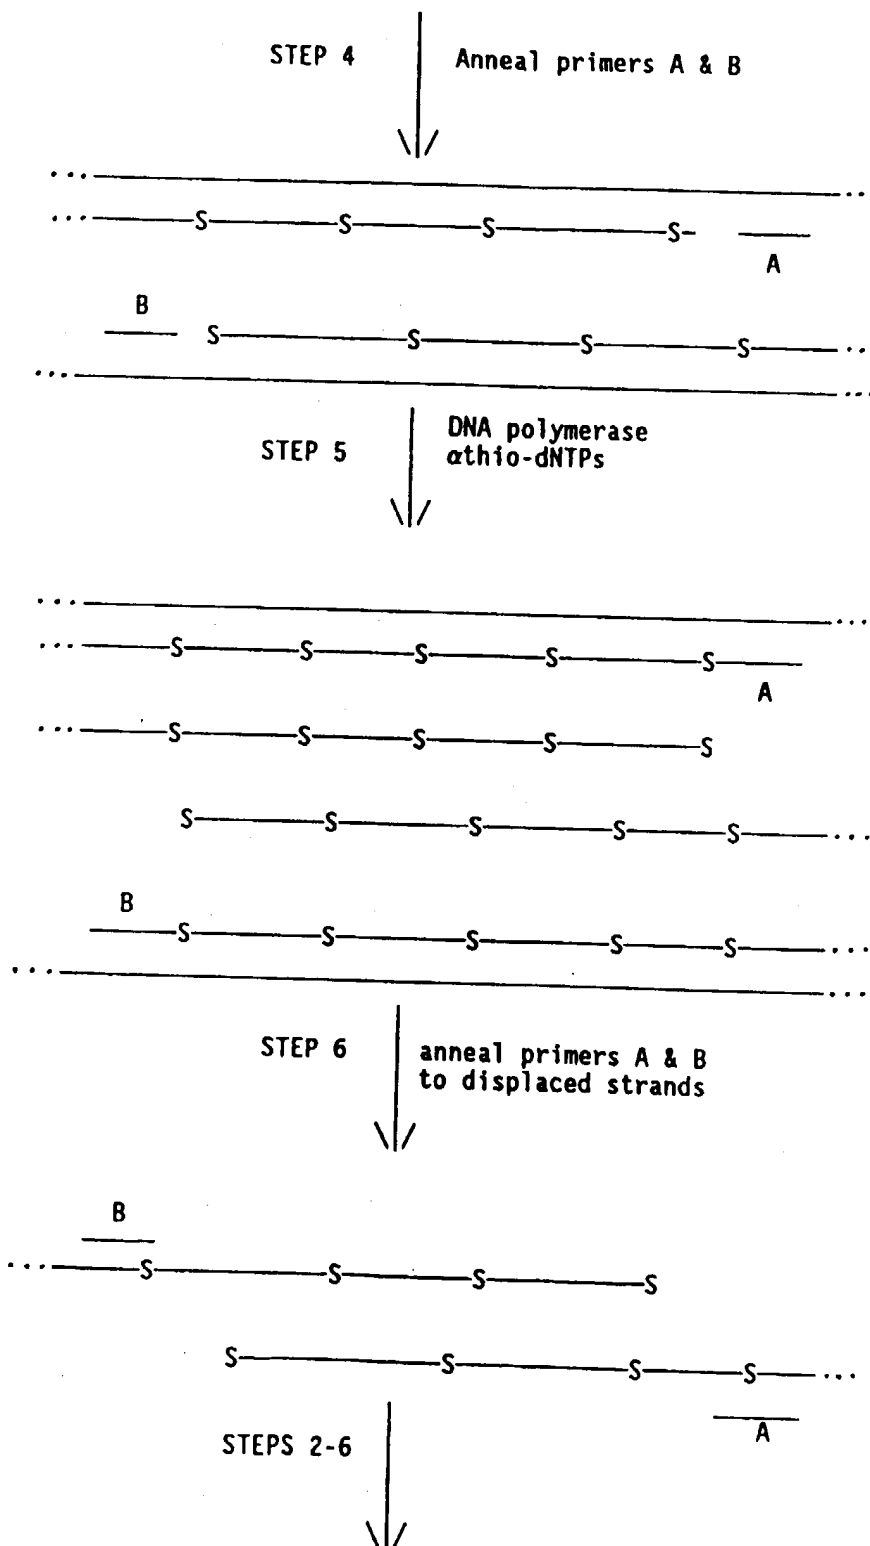 STEP 4 Anneal primers A & B
... ...
... S S S S
A
B
S S S S ...
... ...
STEP 5 DNA polymerase
αthio-dNTPs
... ...
... S S S S S
A
... S S S S S
S S S S S ...
B
S S S S S ...
... ...
STEP 6 anneal primers A & B
to displaced strands
B
... S S S S
S S S S ...
A
STEPS 2-6